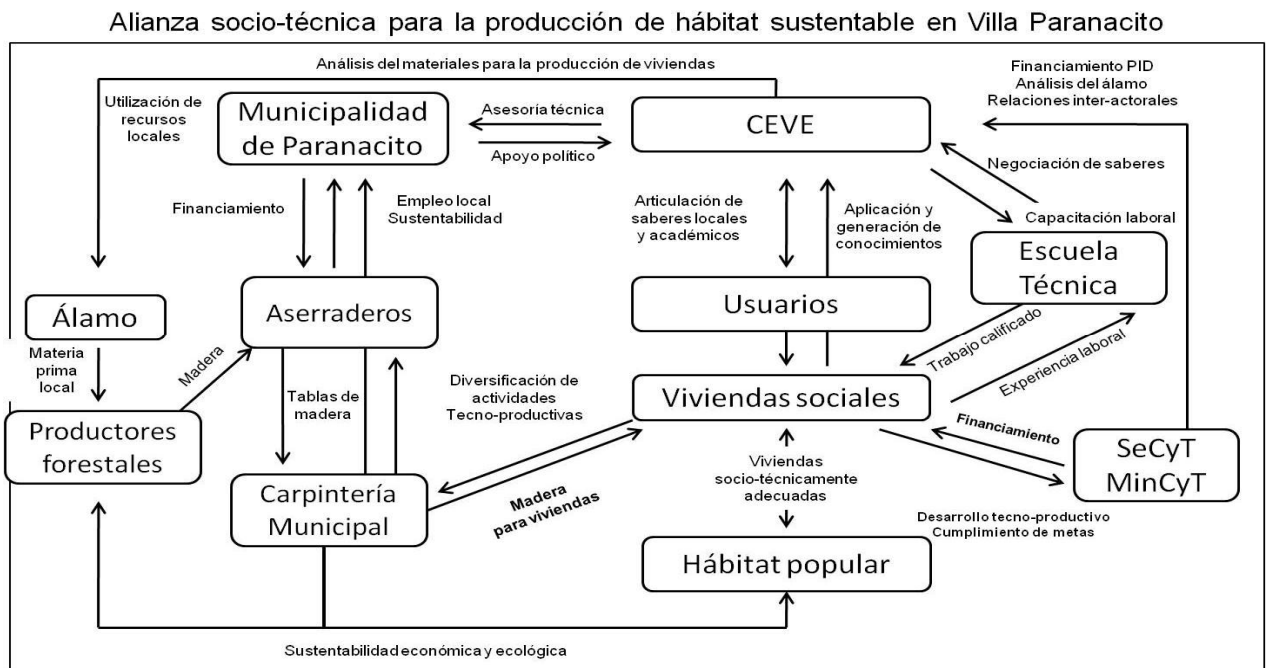 Alianza socio-técnica para la producción de hábitat sustentable en Villa Paranacito
Análisis del materiales para la producción de viviendas
Financiamiento PID
Análisis del álamo
Relaciones inter-actorales
Utilización de
recursos
locales
Municipalidad
de Paranacito
Asesoría técnica
Apoyo político
CEVE
Negociación de saberes
Financiamiento
Empleo local
Sustentabilidad
Articulación de
saberes locales
y académicos
Aplicación y
generación de
conocimientos
Capacitación laboral
Escuela
Técnica
Álamo
Aserraderos
Usuarios
Materia
prima
local
Madera
Trabajo calificado
Experiencia laboral
Tablas de
madera
Diversificación de
actividades
Tecno-productivas
Viviendas sociales
Productores
forestales
Financiamiento
SeCyT
MinCyT
Carpintería
Municipal
Madera
para viviendas
Viviendas
socio-técnicamente
adecuadas
Desarrollo tecno-productivo
Cumplimiento de metas
Hábitat popular
Sustentabilidad económica y ecológica